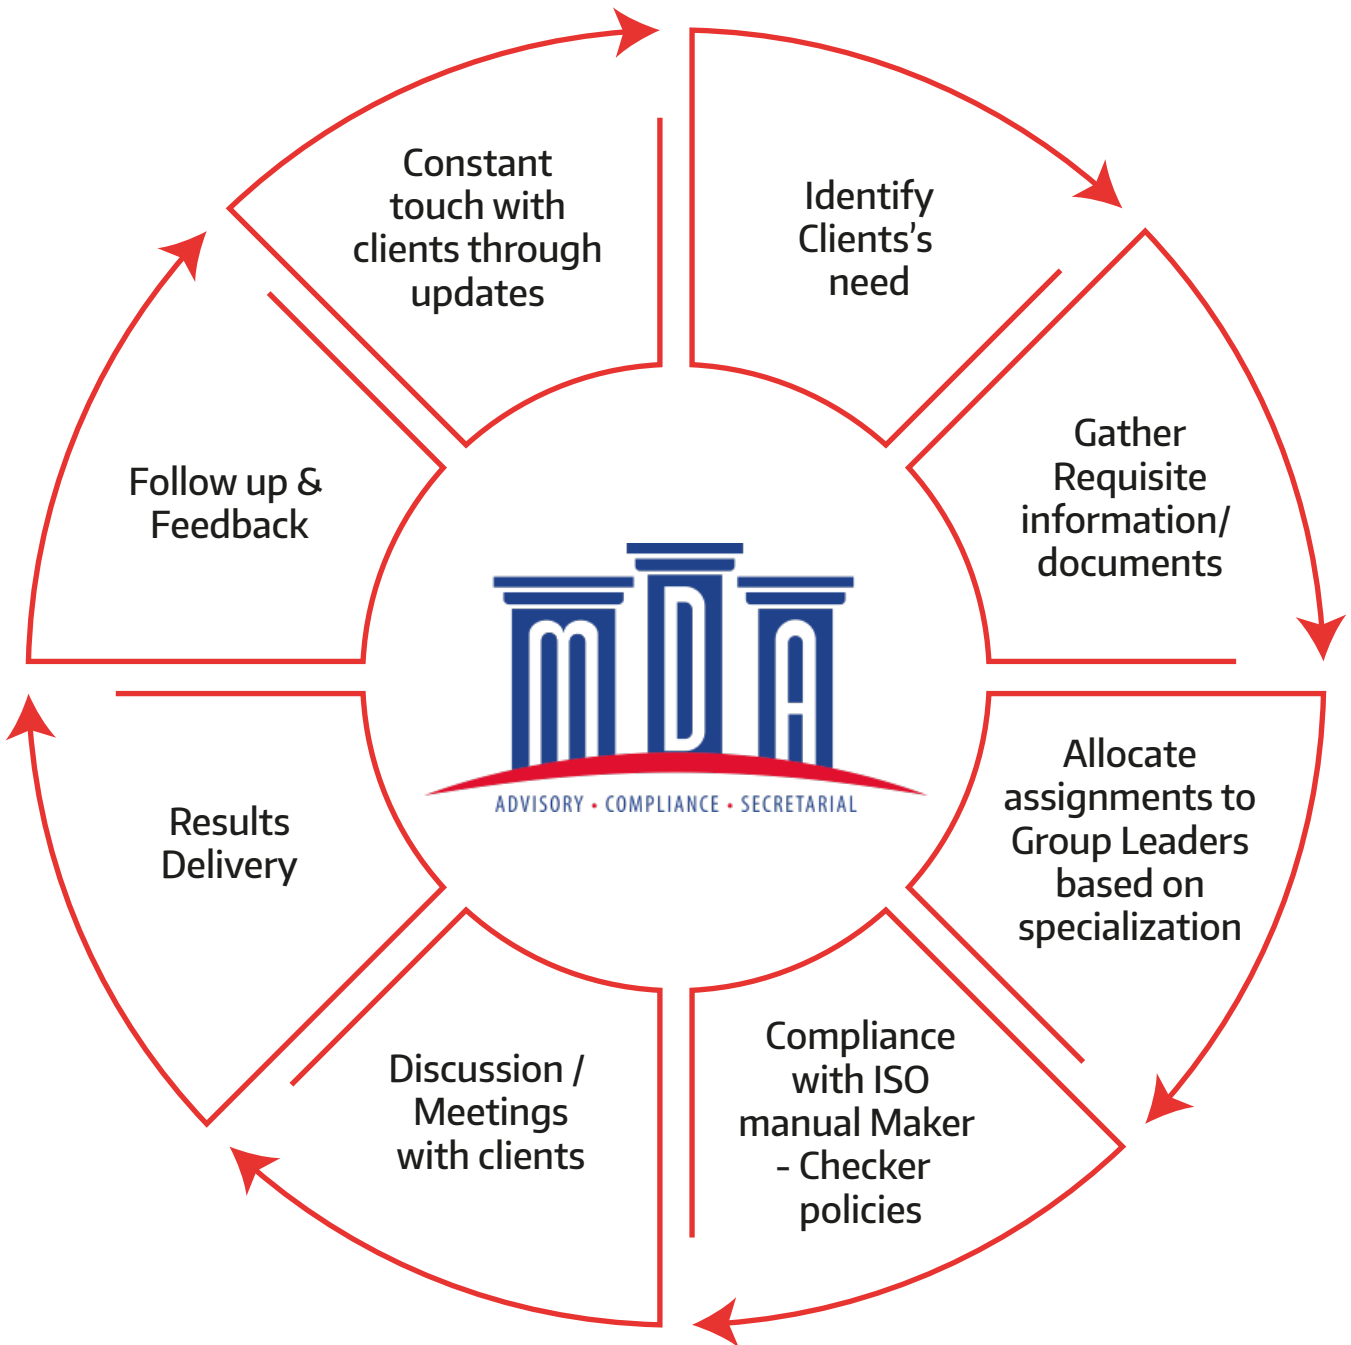 Constant
touch with
clients through
updates
Identify
Clients’s
need
Gather
Requisite
information/
documents
Allocate
assignments to
Group Leaders
based on
specialization
Compliance
with ISO
manual Maker
- Checker
policies
Discussion /
Meetings
with clients
Results
Delivery
Follow up &
Feedback
MDA
ADVISORY • COMPLIANCE • SECRETARIAL